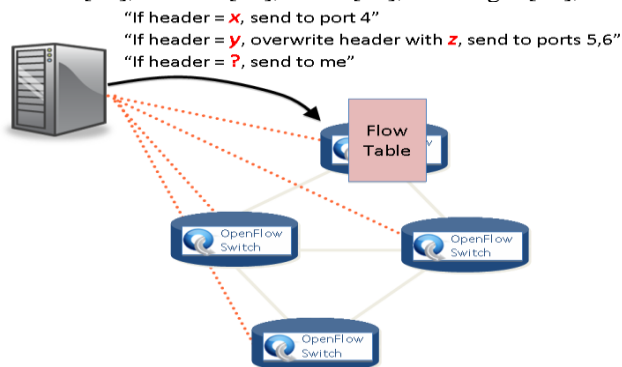 “If header = x, send to port 4”
“If header = y, overwrite header with z, send to ports 5,6”
“If header = ?, send to me”
Flow
Table
OpenFlow
Switch
OpenFlow
Switch
OpenFlow
Switch